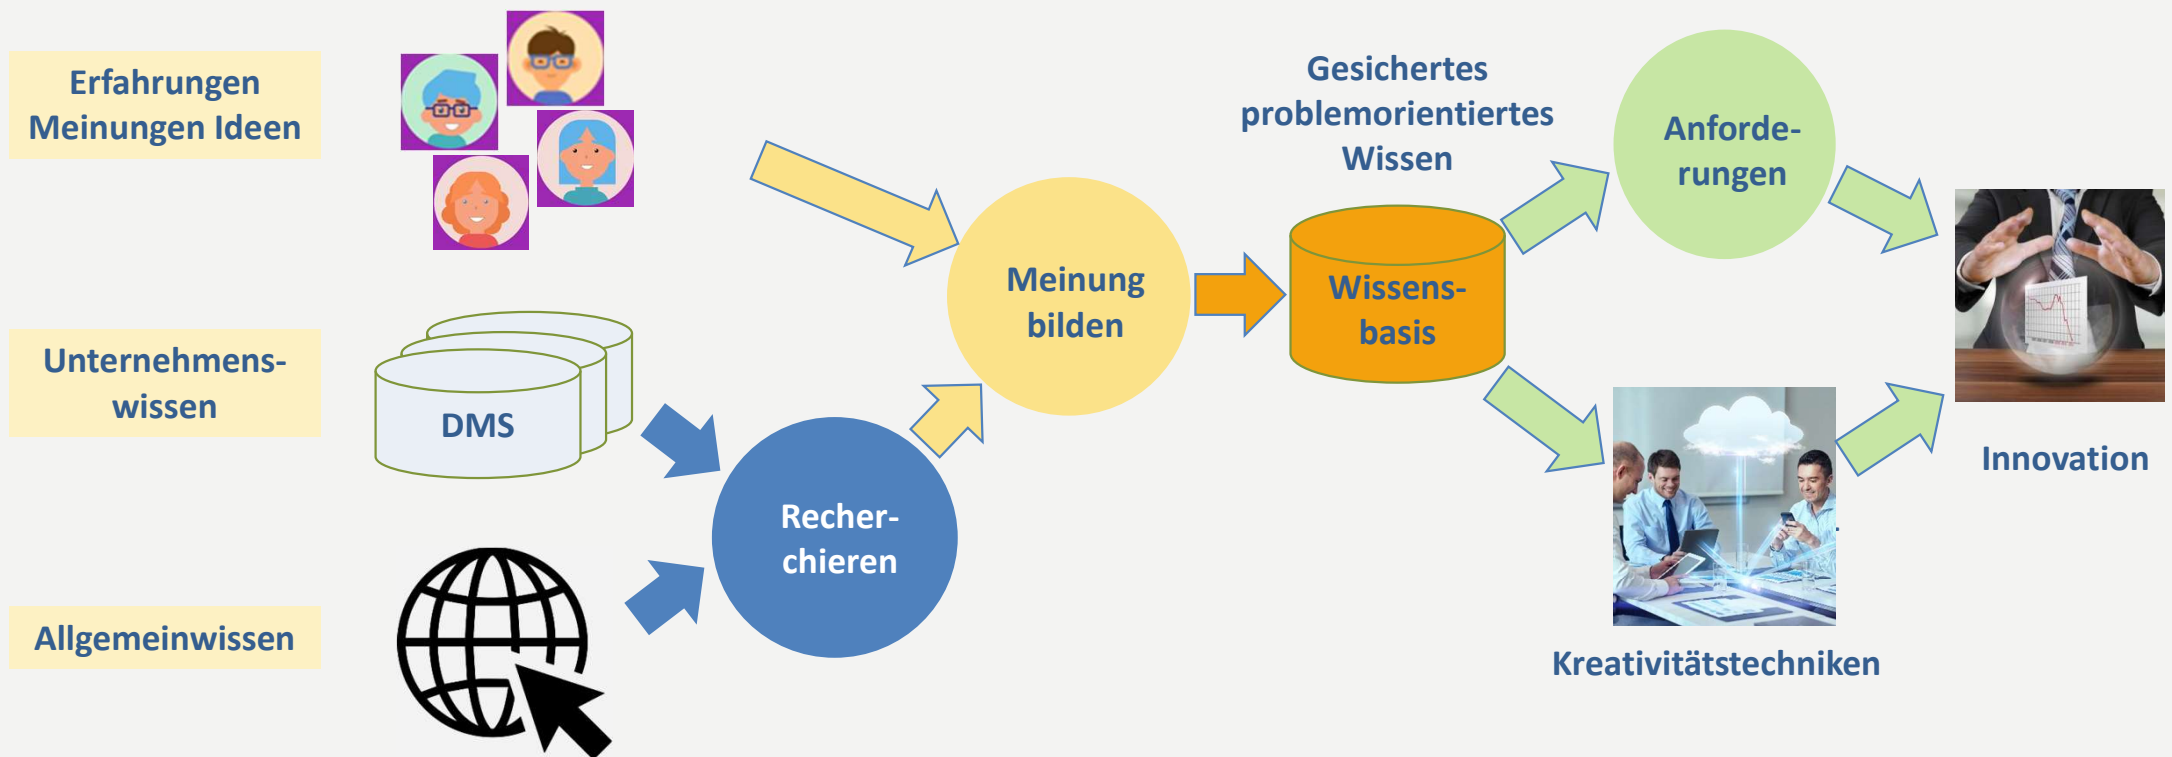 Erfahrungen
Meinungen Ideen
Unternehmens-
wissen
Allgemeinwissen
DMS
Recher-
chieren
Meinung
bilden
Gesichertes
problemorientiertes
Wissen
Wissens-
basis
Anforde-
rungen
Kreativitätstechniken
Innovation